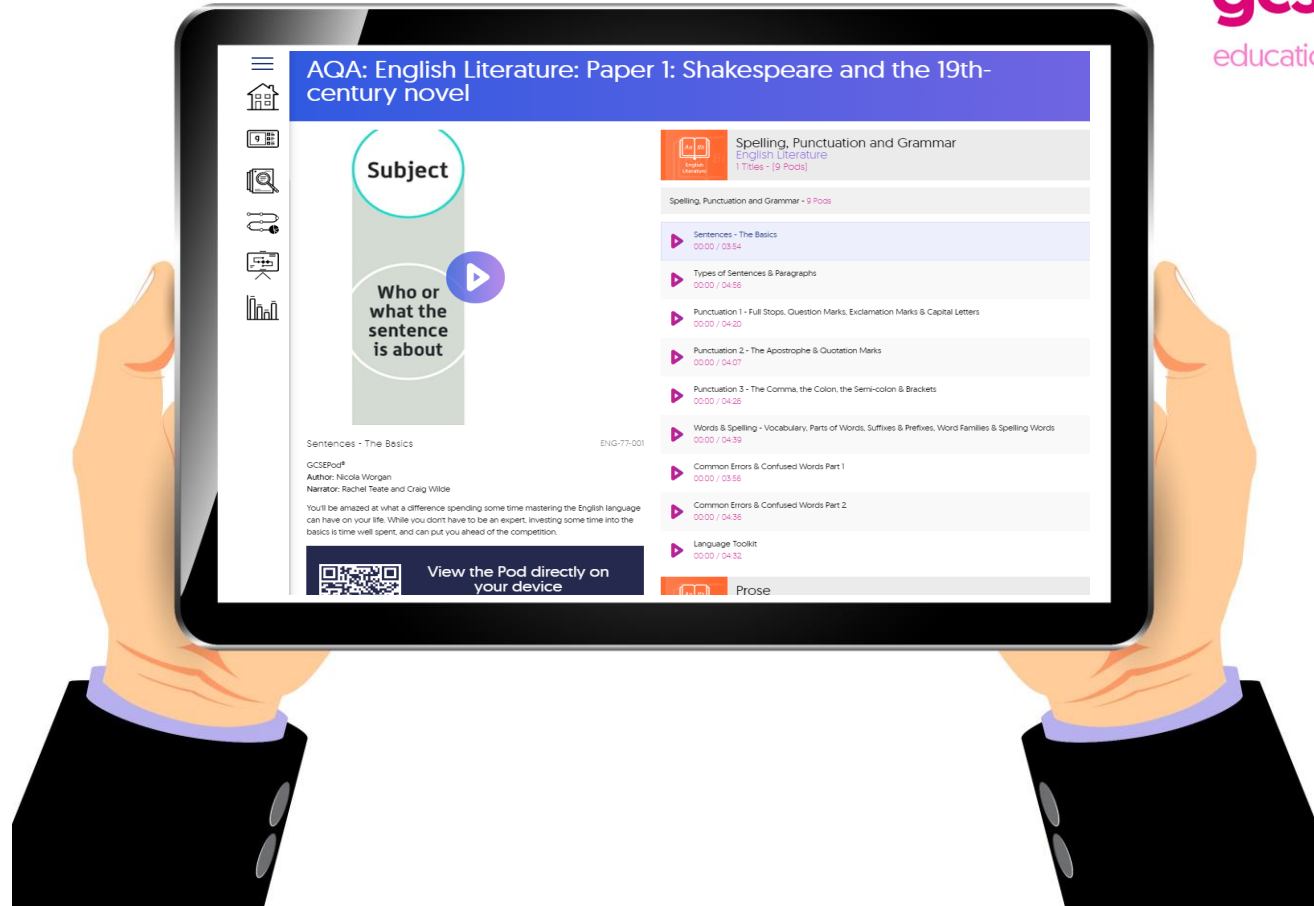 AQA: English Literature: Paper 1: Shakespeare and the 19th-
century novel
Subject
Who or
what the
sentence
is about
Sentences - The Basics
ENG-77-001
GCSEPod®
Author: Nicola Worgan
Narrator: Rachel Teate and Craig Wilde
You'll be amazed at what a difference spending some time mastering the English language
can have on your life. While you don't have to be an expert, investing some time into the
basics is time well spent, and can put you ahead of the competition.
View the Pod directly on
your device
English
Literature
Spelling, Punctuation and Grammar
English Literature
1 Titles - [9 Pods]
Spelling, Punctuation and Grammar - 9 Pods
Sentences - The Basics
00:00 / 03:54
Types of Sentences & Paragraphs
00:00 / 04:56
Punctuation 1 - Full Stops, Question Marks, Exclamation Marks & Capital Letters
00:00 / 04:20
Punctuation 2 - The Apostrophe & Quotation Marks
00:00 / 04:07
Punctuation 3 - The Comma, the Colon, the Semi-colon & Brackets
00:00 / 04:26
Words & Spelling - Vocabulary, Parts of Words, Suffixes & Prefixes, Word Families & Spelling Words
00:00 / 04:39
Common Errors & Confused Words Part 1
00:00 / 03:56
Common Errors & Confused Words Part 2
00:00 / 04:36
Language Toolkit
00:00 / 04:32
Prose
gcs
educatio